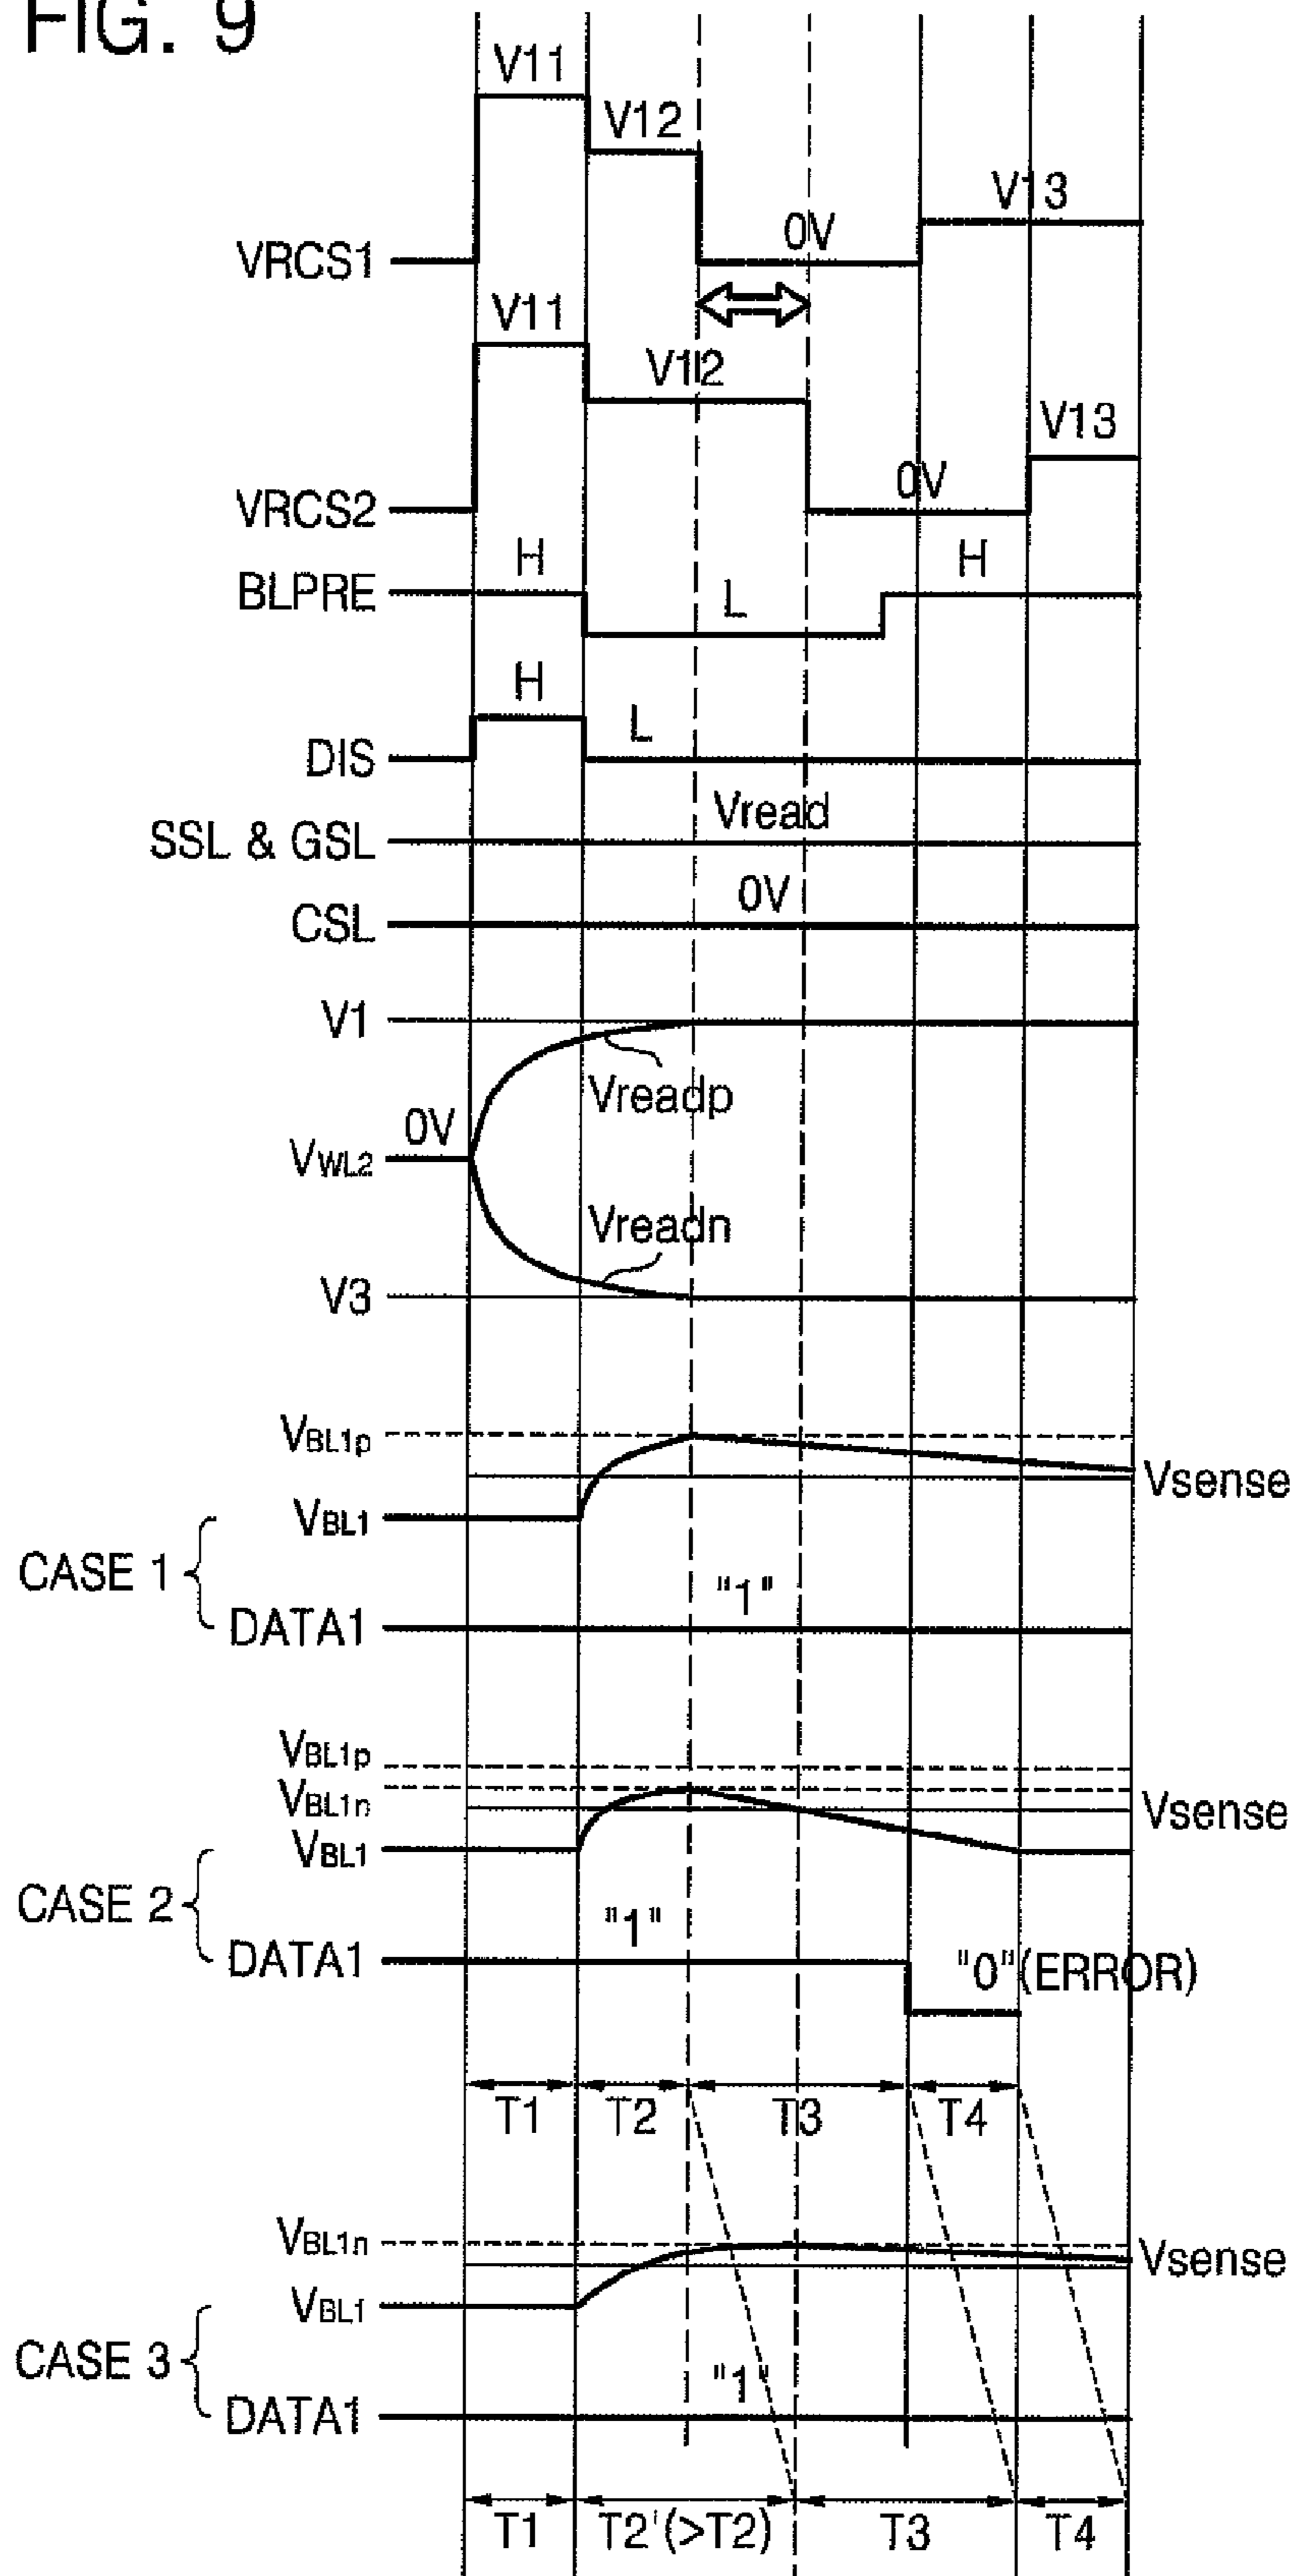 FIG. 9
V11
V12
V13
VRCS1
0V
V11
V12
V13
VRCS2
0V
BLPRE
H
L
H
DIS
H
L
SSL & GSL
Vread
CSL
0V
V1
Vreadp
0V
VWL2
Vreadn
V3
VBL1p
Vsense
VBL1
CASE 1
"1"
DATA1
VBL1p
VBL1n
Vsense
VBL1
CASE 2
"1"
DATA1
"0"(ERROR)
T1 T2 T3 T4
VBL1n
Vsense
VBL1
CASE 3
"1"
DATA1
T1 T2'(>T2) T3 T4